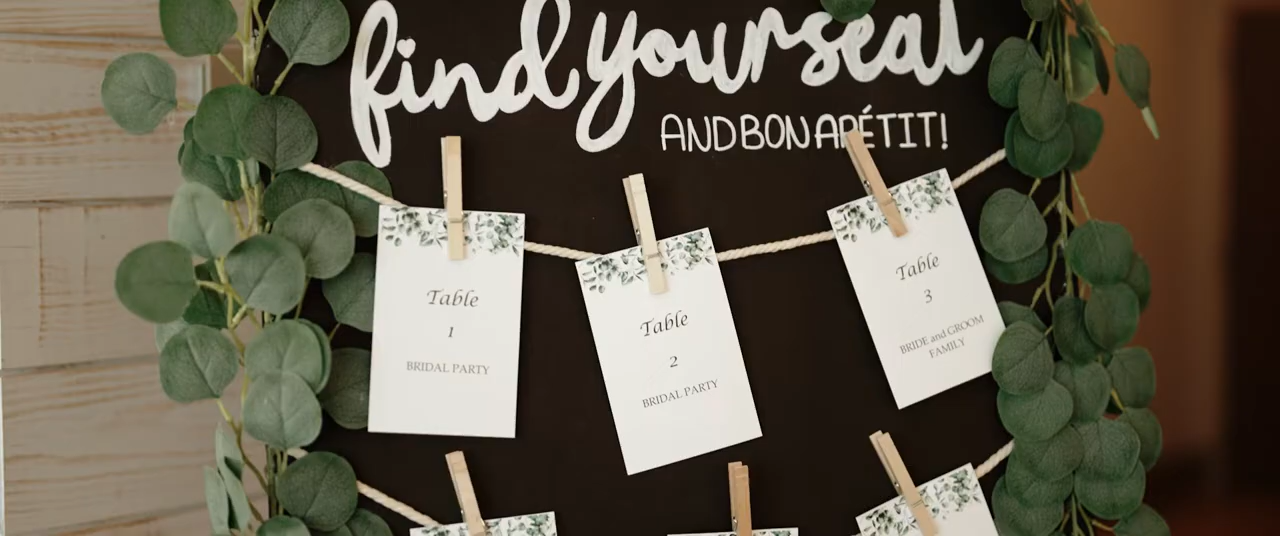 find your seat
AND BON APÉTIT!
Table
1
BRIDAL PARTY
Table
2
BRIDAL PARTY
Table
3
BRIDE and GROOM
FAMILY